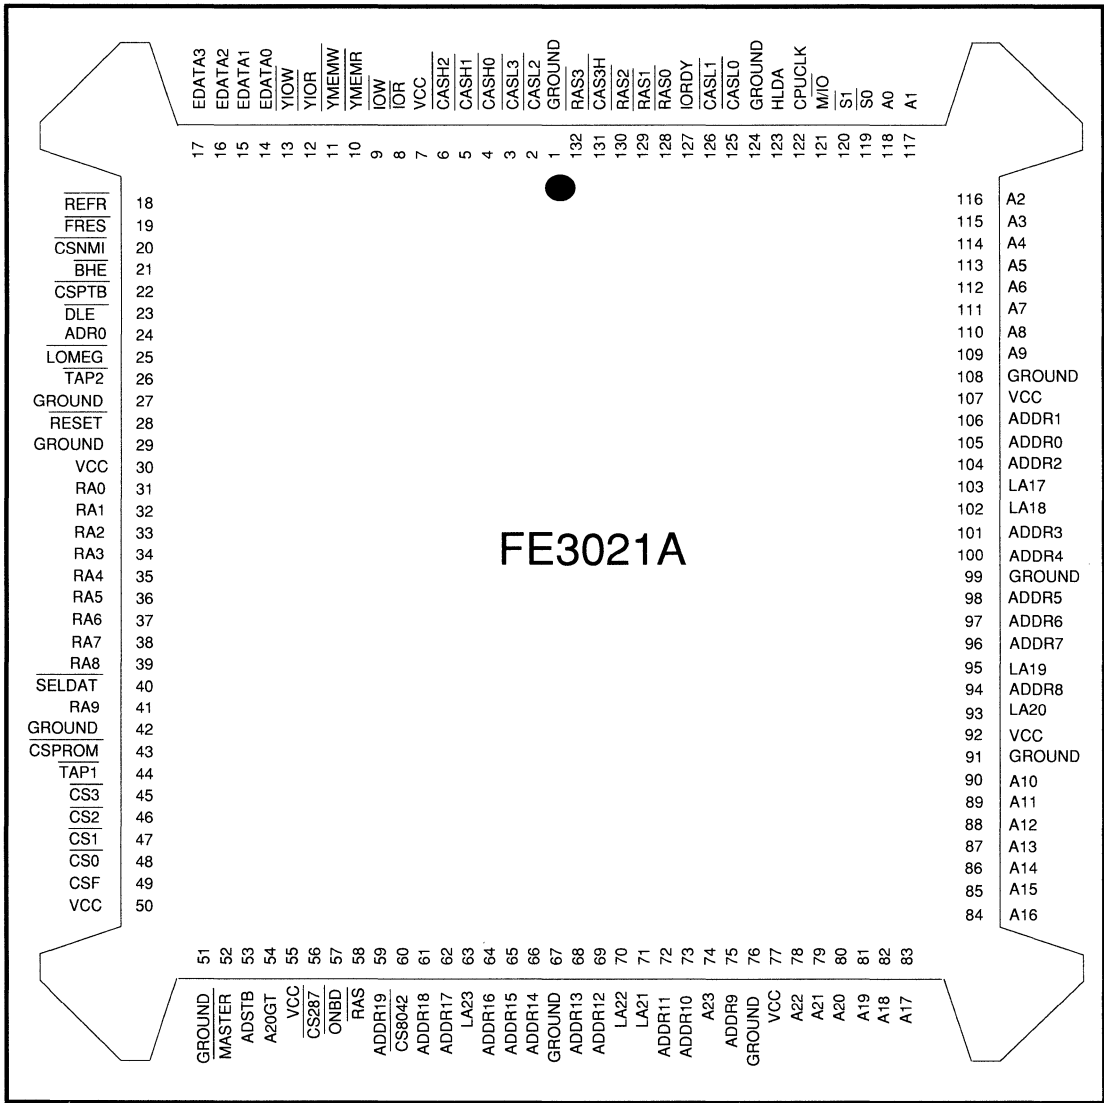 EDATA3
EDATA2
EDATA1
EDATA0
YIOW
YIOR
YMEMW
YMEMR
IOW
IOR
VCC
CASH2
CASH1
CASH0
CASL3
CASL2
GROUND
RAS3
CAS3H
RAS2
RAS1
RAS0
IORDY
CASL1
CASL0
GROUND
HLDA
CPUCLK
M/IO
S1
S0
A0
A1
17
16
15
14
13
12
11
10
9
8
7
6
5
4
3
2
1
132
131
130
129
128
127
126
125
124
123
122
121
120
119
118
117
REFR 18
FRES 19
CSNMI 20
BHE 21
CSPTB 22
DLE 23
ADR0 24
LOMEG 25
TAP2 26
GROUND 27
RESET 28
GROUND 29
VCC 30
RA0 31
RA1 32
RA2 33
RA3 34
RA4 35
RA5 36
RA6 37
RA7 38
RA8 39
SELDAT 40
RA9 41
GROUND 42
CSPROM 43
TAP1 44
CS3 45
CS2 46
CS1 47
CS0 48
CSF 49
VCC 50
FE3021A
116 A2
115 A3
114 A4
113 A5
112 A6
111 A7
110 A8
109 A9
108 GROUND
107 VCC
106 ADDR1
105 ADDR0
104 ADDR2
103 LA17
102 LA18
101 ADDR3
100 ADDR4
99 GROUND
98 ADDR5
97 ADDR6
96 ADDR7
95 LA19
94 ADDR8
93 LA20
92 VCC
91 GROUND
90 A10
89 A11
88 A12
87 A13
86 A14
85 A15
84 A16
51
52
53
54
55
56
57
58
59
60
61
62
63
64
65
66
67
68
69
70
71
72
73
74
75
76
77
78
79
80
81
82
83
GROUND
MASTER
ADSTB
A20GT
VCC
CS287
ONBD
RAS
ADDR19
CS8042
ADDR18
ADDR17
LA23
ADDR16
ADDR15
ADDR14
GROUND
ADDR13
ADDR12
LA22
LA21
ADDR11
ADDR10
A23
ADDR9
GROUND
VCC
A22
A21
A20
A19
A18
A17